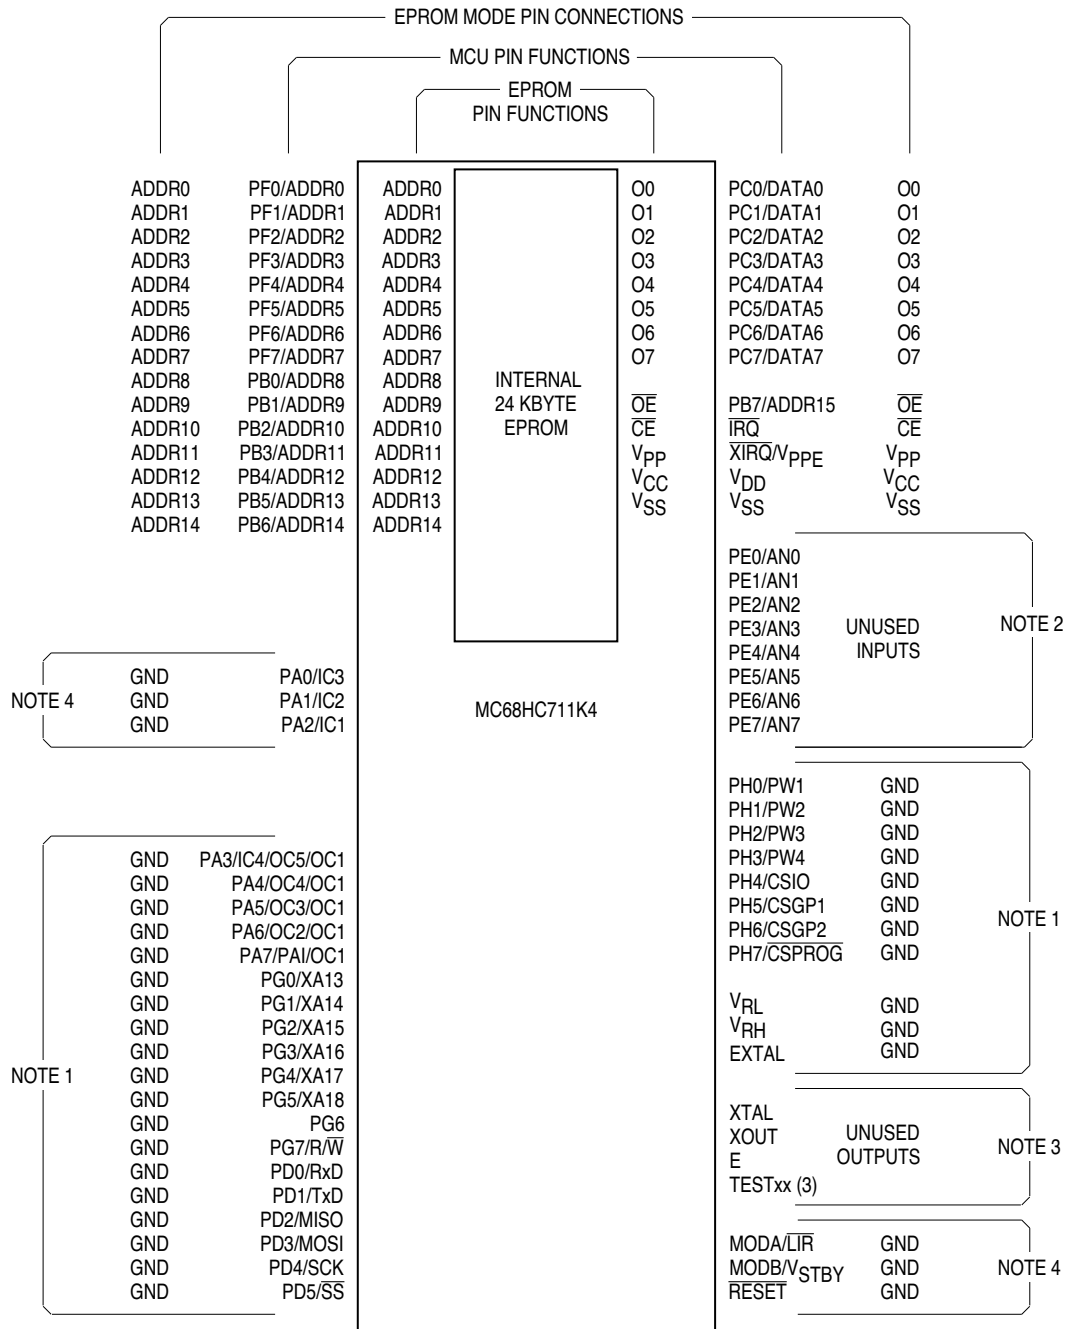 EPROM MODE PIN CONNECTIONS
MCU PIN FUNCTIONS
EPROM
PIN FUNCTIONS
ADDR0 PF0/ADDR0 ADDR0 O0 PC0/DATA0 O0
ADDR1 PF1/ADDR1 ADDR1 O1 PC1/DATA1 O1
ADDR2 PF2/ADDR2 ADDR2 O2 PC2/DATA2 O2
ADDR3 PF3/ADDR3 ADDR3 O3 PC3/DATA3 O3
ADDR4 PF4/ADDR4 ADDR4 O4 PC4/DATA4 O4
ADDR5 PF5/ADDR5 ADDR5 O5 PC5/DATA5 O5
ADDR6 PF6/ADDR6 ADDR6 O6 PC6/DATA6 O6
ADDR7 PF7/ADDR7 ADDR7 O7 PC7/DATA7 O7
ADDR8 PB0/ADDR8 ADDR8 INTERNAL
ADDR9 PB1/ADDR9 ADDR9 24 KBYTE O̅E̅ PB7/ADDR15 O̅E̅
ADDR10 PB2/ADDR10 ADDR10 EPROM C̅E̅ I̅R̅Q̅ C̅E̅
ADDR11 PB3/ADDR11 ADDR11 VPP X̅I̅R̅Q̅/VPPE VPP
ADDR12 PB4/ADDR12 ADDR12 VCC VDD VCC
ADDR13 PB5/ADDR13 ADDR13 VSS VSS VSS
ADDR14 PB6/ADDR14 ADDR14
PE0/AN0
PE1/AN1
PE2/AN2
PE3/AN3 UNUSED NOTE 2
PE4/AN4 INPUTS
GND PA0/IC3 PE5/AN5
NOTE 4 GND PA1/IC2 MC68HC711K4 PE6/AN6
GND PA2/IC1 PE7/AN7
PH0/PW1 GND
PH1/PW2 GND
PH2/PW3 GND
GND PA3/IC4/OC5/OC1 PH3/PW4 GND
GND PA4/OC4/OC1 PH4/CSIO GND
GND PA5/OC3/OC1 PH5/CSGP1 GND NOTE 1
GND PA6/OC2/OC1 PH6/CSGP2 GND
GND PA7/PAI/OC1 PH7/C̅S̅P̅R̅O̅G̅ GND
GND PG0/XA13
GND PG1/XA14 VRL GND
GND PG2/XA15 VRH GND
GND PG3/XA16 EXTAL GND
NOTE 1 GND PG4/XA17
GND PG5/XA18 XTAL
GND PG6 XOUT UNUSED
GND PG7/R/W̅ E OUTPUTS NOTE 3
GND PD0/RxD TESTxx (3)
GND PD1/TxD
GND PD2/MISO
GND PD3/MOSI MODA/L̅I̅R̅ GND
GND PD4/SCK MODB/VSTBY GND NOTE 4
GND PD5/S̅S̅ R̅E̅S̅E̅T̅ GND